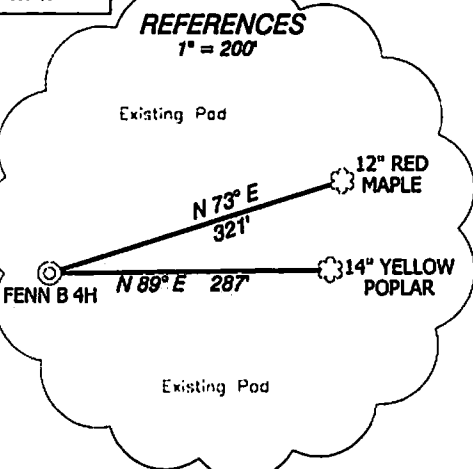 REFERENCES
1" = 200'
Existing Pad
12" RED
MAPLE
N 73° E
321'
14" YELLOW
POPLAR
N 89° E 287'
FENN B 4H
Existing Pad